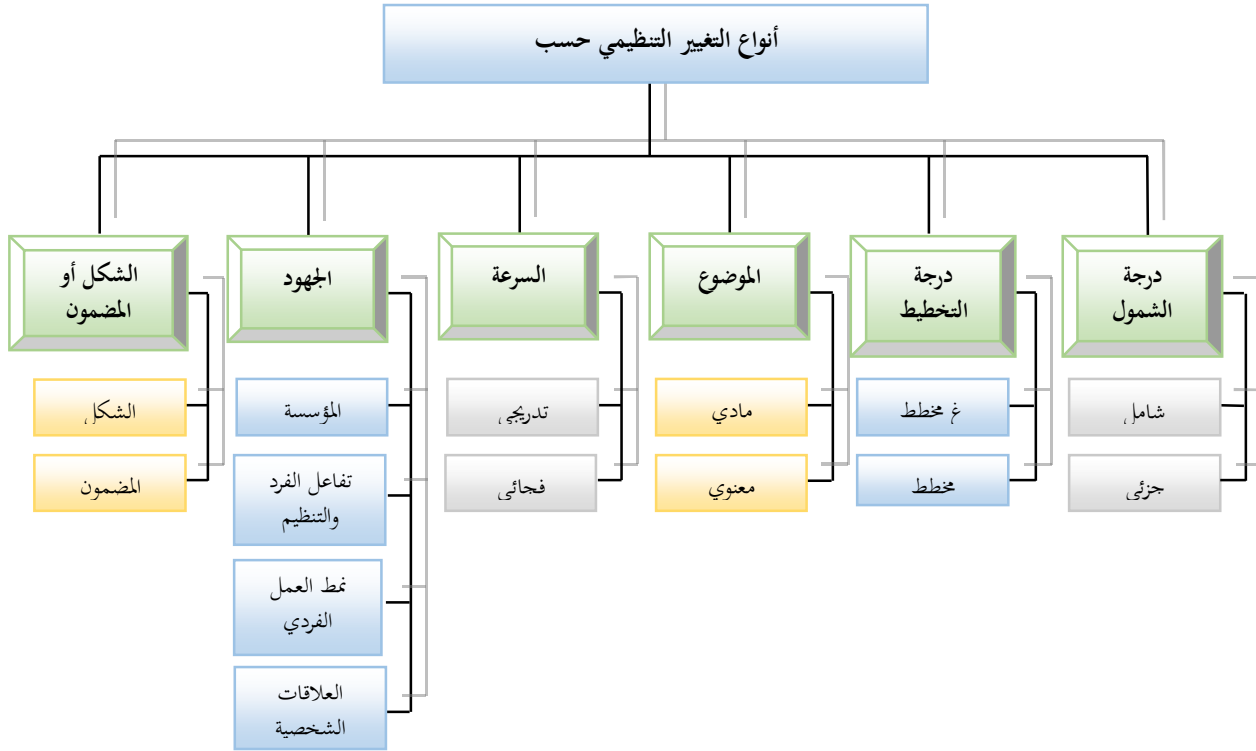 أنواع التغيير التنظيمي حسب
درجة
الشمول
شامل
جزئي
درجة
التخطيط
غ مخطط
مخطط
الموضوع
مادي
معنوي
السرعة
تدريجي
فجائي
الجهود
المؤسسة
تفاعل الفرد
والتنظيم
نمط العمل
الفردي
العلاقات
الشخصية
الشكل أو
المضمون
الشكل
المضمون